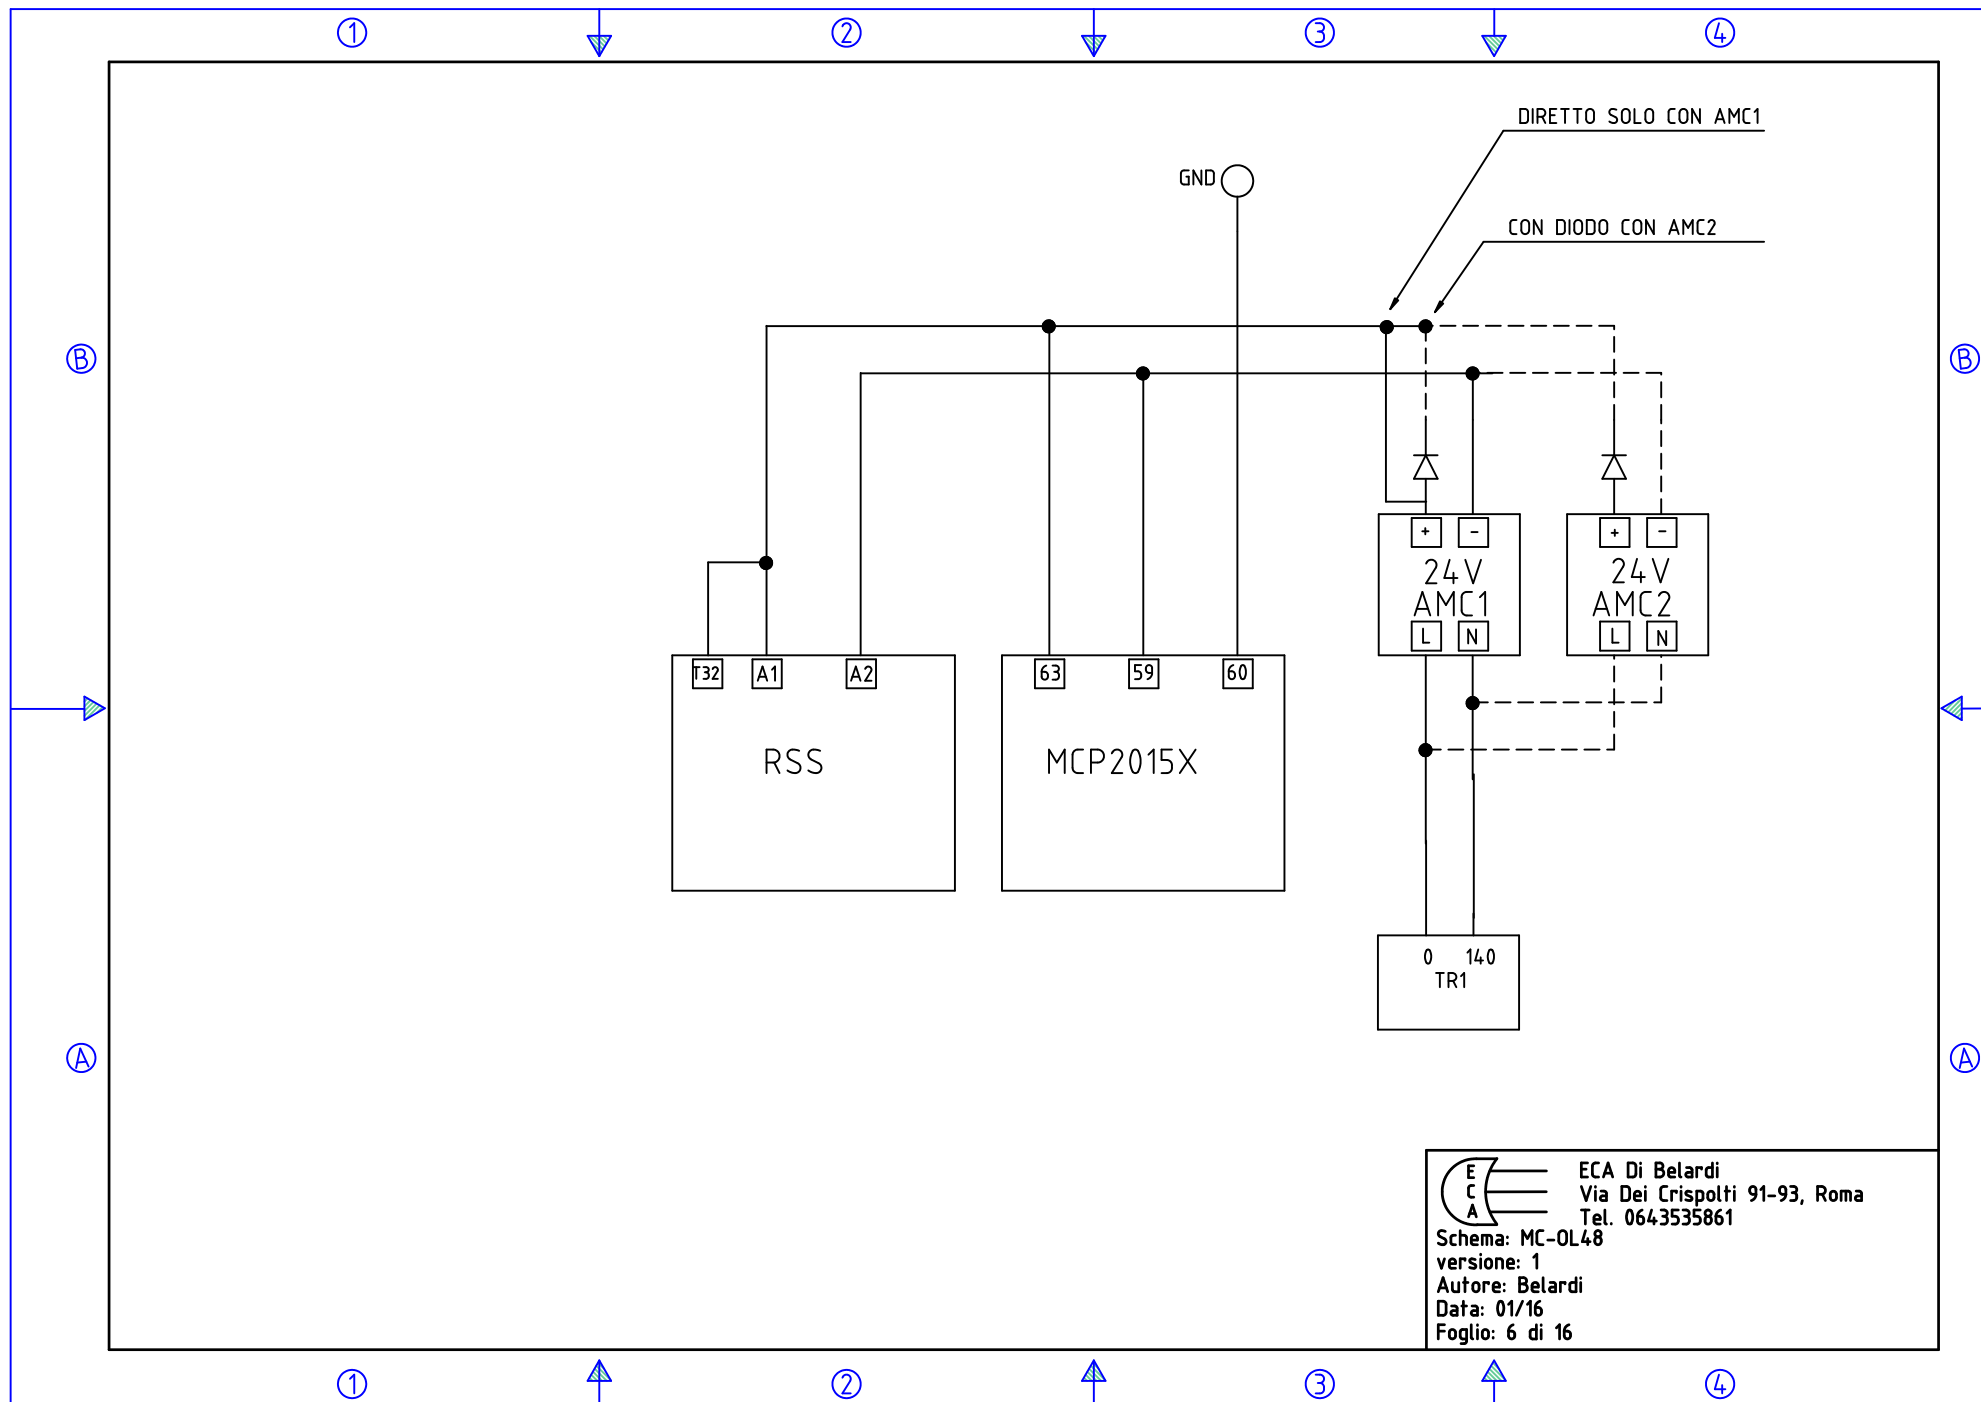 1 2 3 4
DIRETTO SOLO CON AMC1
GND
CON DIODO CON AMC2
B B
+ - + -
24V 24V
AMC1 AMC2
L N L N
T32 A1 A2 63 59 60
RSS MCP2015X
0 140
TR1
A A
E
C
A
ECA Di Belardi
Via Dei Crispolti 91-93, Roma
Tel. 0643535861
Schema: MC-OL48
versione: 1
Autore: Belardi
Data: 01/16
Foglio: 6 di 16
1 2 3 4